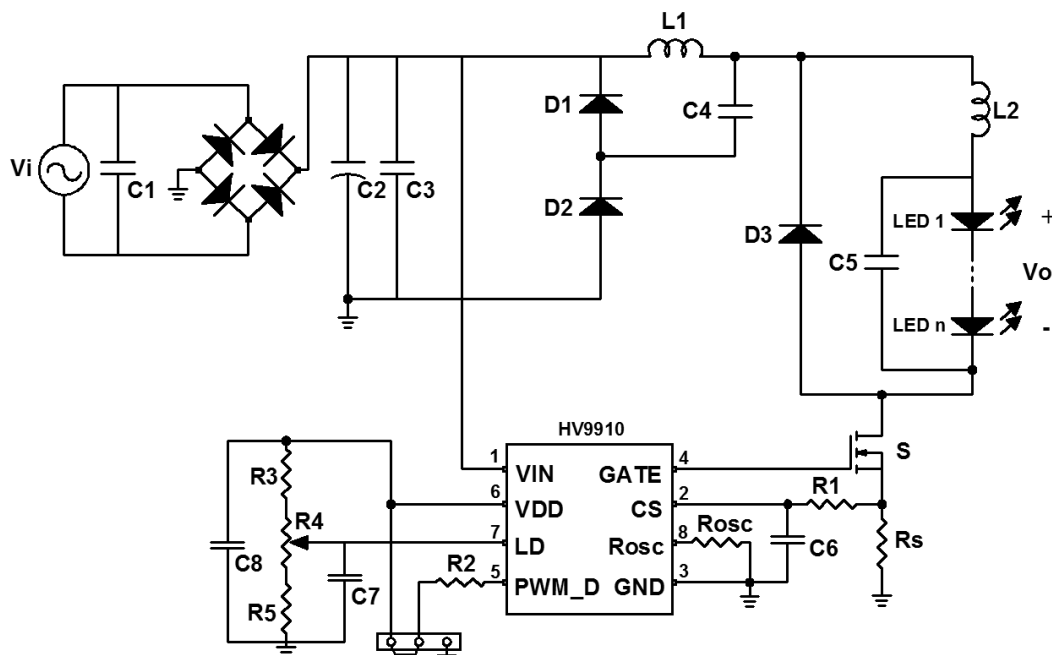 L1
D1
C4
L2
Vi
C1
C2
C3
D2
D3
C5
LED 1
+
Vo
LED n
-
HV9910
1
VIN
GATE
4
S
R3
6
VDD
CS
2
R1
R4
7
LD
Rosc
8
Rosc
C6
Rs
C8
C7
R2
5
PWM_D
GND
3
R5